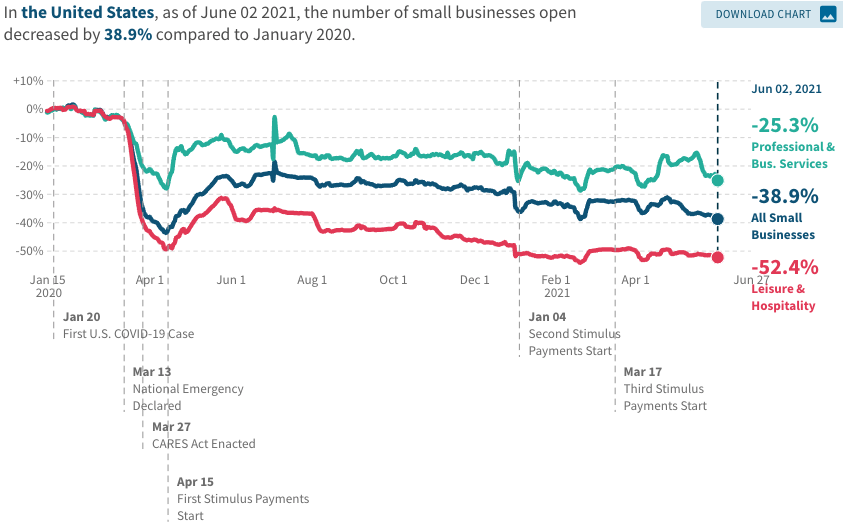 In the United States, as of June 02 2021, the number of small businesses open
decreased by 38.9% compared to January 2020.
DOWNLOAD CHART
+10%
0%
-10%
-20%
-30%
-40%
-50%
Jun 02, 2021
-25.3%
Professional &
Bus. Services
-38.9%
All Small
Businesses
-52.4%
Leisure &
Hospitality
Jan 15
2020
Apr 1
Jun 1
Aug 1
Oct 1
Dec 1
Feb 1
2021
Apr 1
Jun 27
Jan 20
First U.S. COVID-19 Case
Jan 04
Second Stimulus
Payments Start
Mar 13
National Emergency
Declared
Mar 17
Third Stimulus
Payments Start
Mar 27
CARES Act Enacted
Apr 15
First Stimulus Payments
Start